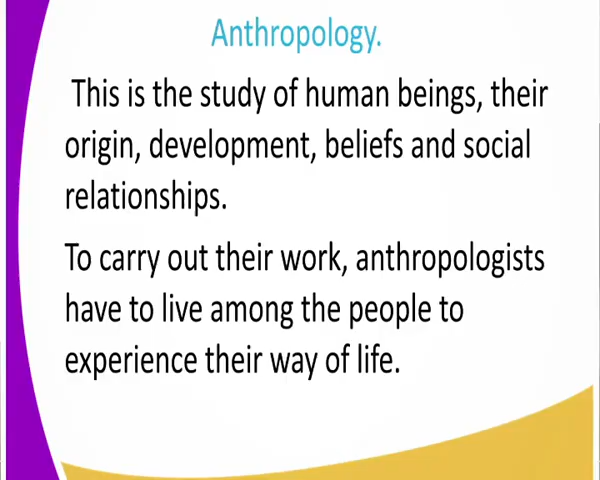 Anthropology.
This is the study of human beings, their
origin, development, beliefs and social
relationships.
To carry out their work, anthropologists
have to live among the people to
experience their way of life.